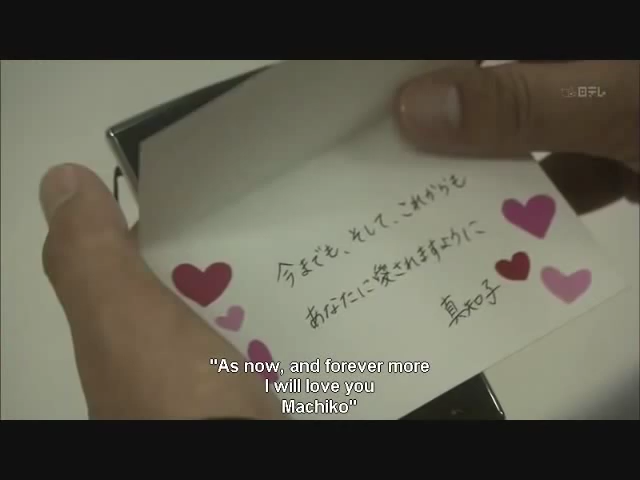 日テレ
今までも、そして、これからも
あなたに愛されますように
真知子
"As now, and forever more
I will love you
Machiko"